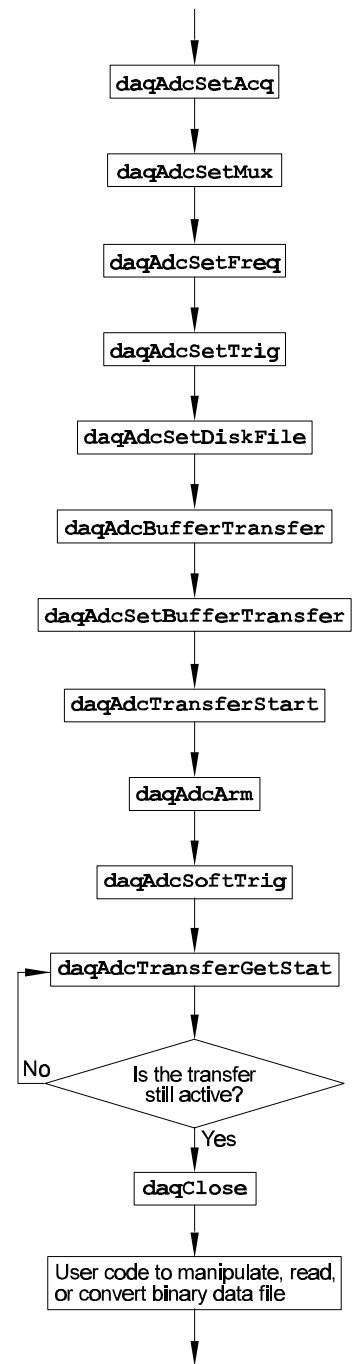 daqAdcSetAcq
daqAdcSetMux
daqAdcSetFreq
daqAdcSetTrig
daqAdcSetDiskFile
daqAdcBufferTransfer
daqAdcSetBufferTransfer
daqAdcTransferStart
daqAdcArm
daqAdcSoftTrig
daqAdcTransferGetStat
No
Is the transfer
still active?
Yes
daqClose
User code to manipulate, read,
or convert binary data file